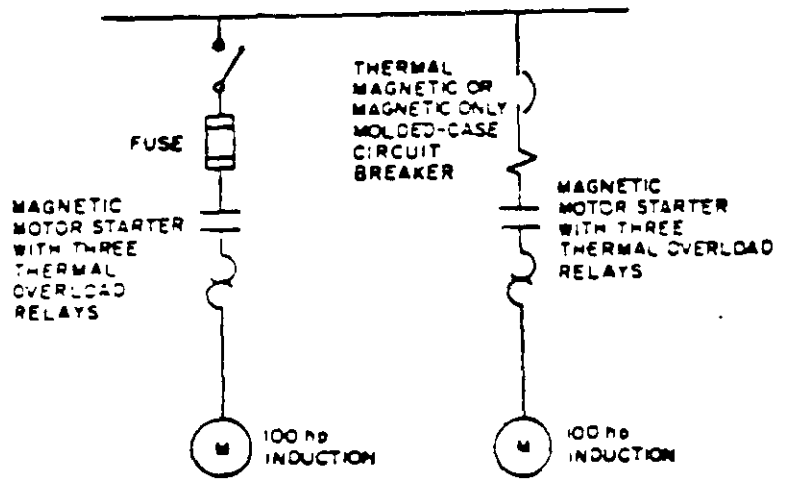 THERMAL
MAGNETIC OR
MAGNETIC ONLY
MOLDED-CASE
CIRCUIT
BREAKER
FUSE
MAGNETIC
MOTOR STARTER
WITH THREE
THERMAL
OVERLOAD
RELAYS
MAGNETIC
MOTOR STARTER
WITH THREE
THERMAL OVERLOAD
RELAYS
M
100 hp
INDUCTION
M
100 hp
INDUCTION